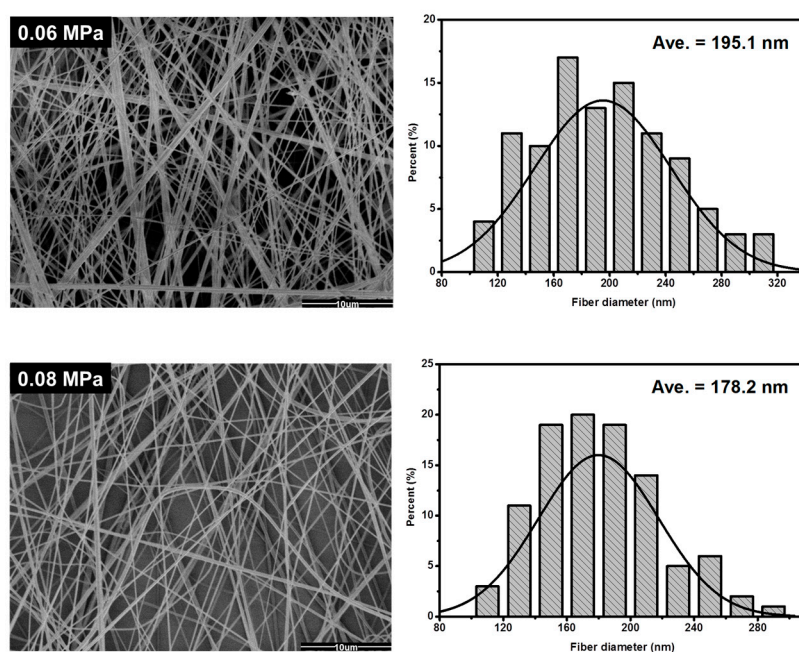 0.06 MPa
10um
20
15
10
5
0
Percent (%)
Ave. = 195.1 nm
80 120 160 200 240 280 320
Fiber diameter (nm)
0.08 MPa
10um
25
20
15
10
5
0
Percent (%)
Ave. = 178.2 nm
80 120 160 200 240 280
Fiber diameter (nm)